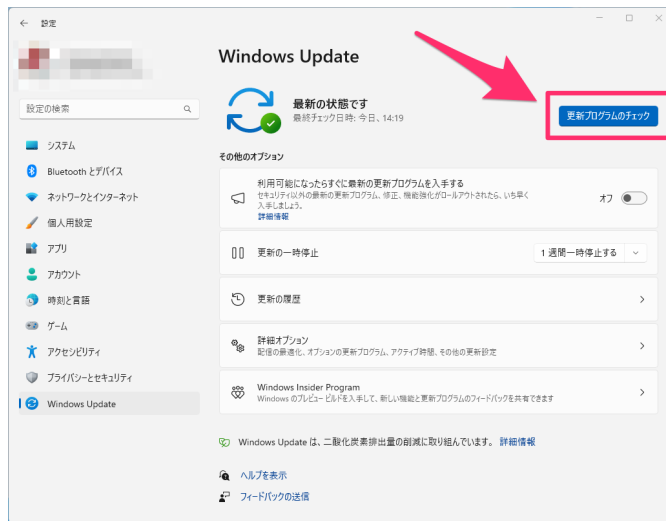 設定
Windows Update
最新の状態です
最終チェック日時: 今日、14:19
更新プログラムのチェック
設定の検索
システム
Bluetooth とデバイス
ネットワークとインターネット
個人用設定
アプリ
アカウント
時刻と言語
ゲーム
アクセシビリティ
プライバシーとセキュリティ
Windows Update
その他のオプション
利用可能になったらすぐに最新の更新プログラムを入手する
セキュリティ以外の最新の更新プログラム、修正、機能強化がロールアウトされたら、いち早く
入手しましょう。
詳細情報
オフ
更新の一時停止
1 週間一時停止する
更新の履歴
詳細オプション
配信の最適化、オプションの更新プログラム、アクティブ時間、その他の更新設定
Windows Insider Program
Windows のプレビュー ビルドを入手して、新しい機能と更新プログラムのフィードバックを共有できます
Windows Update は、二酸化炭素排出量の削減に取り組んでいます。 詳細情報
ヘルプを表示
フィードバックの送信